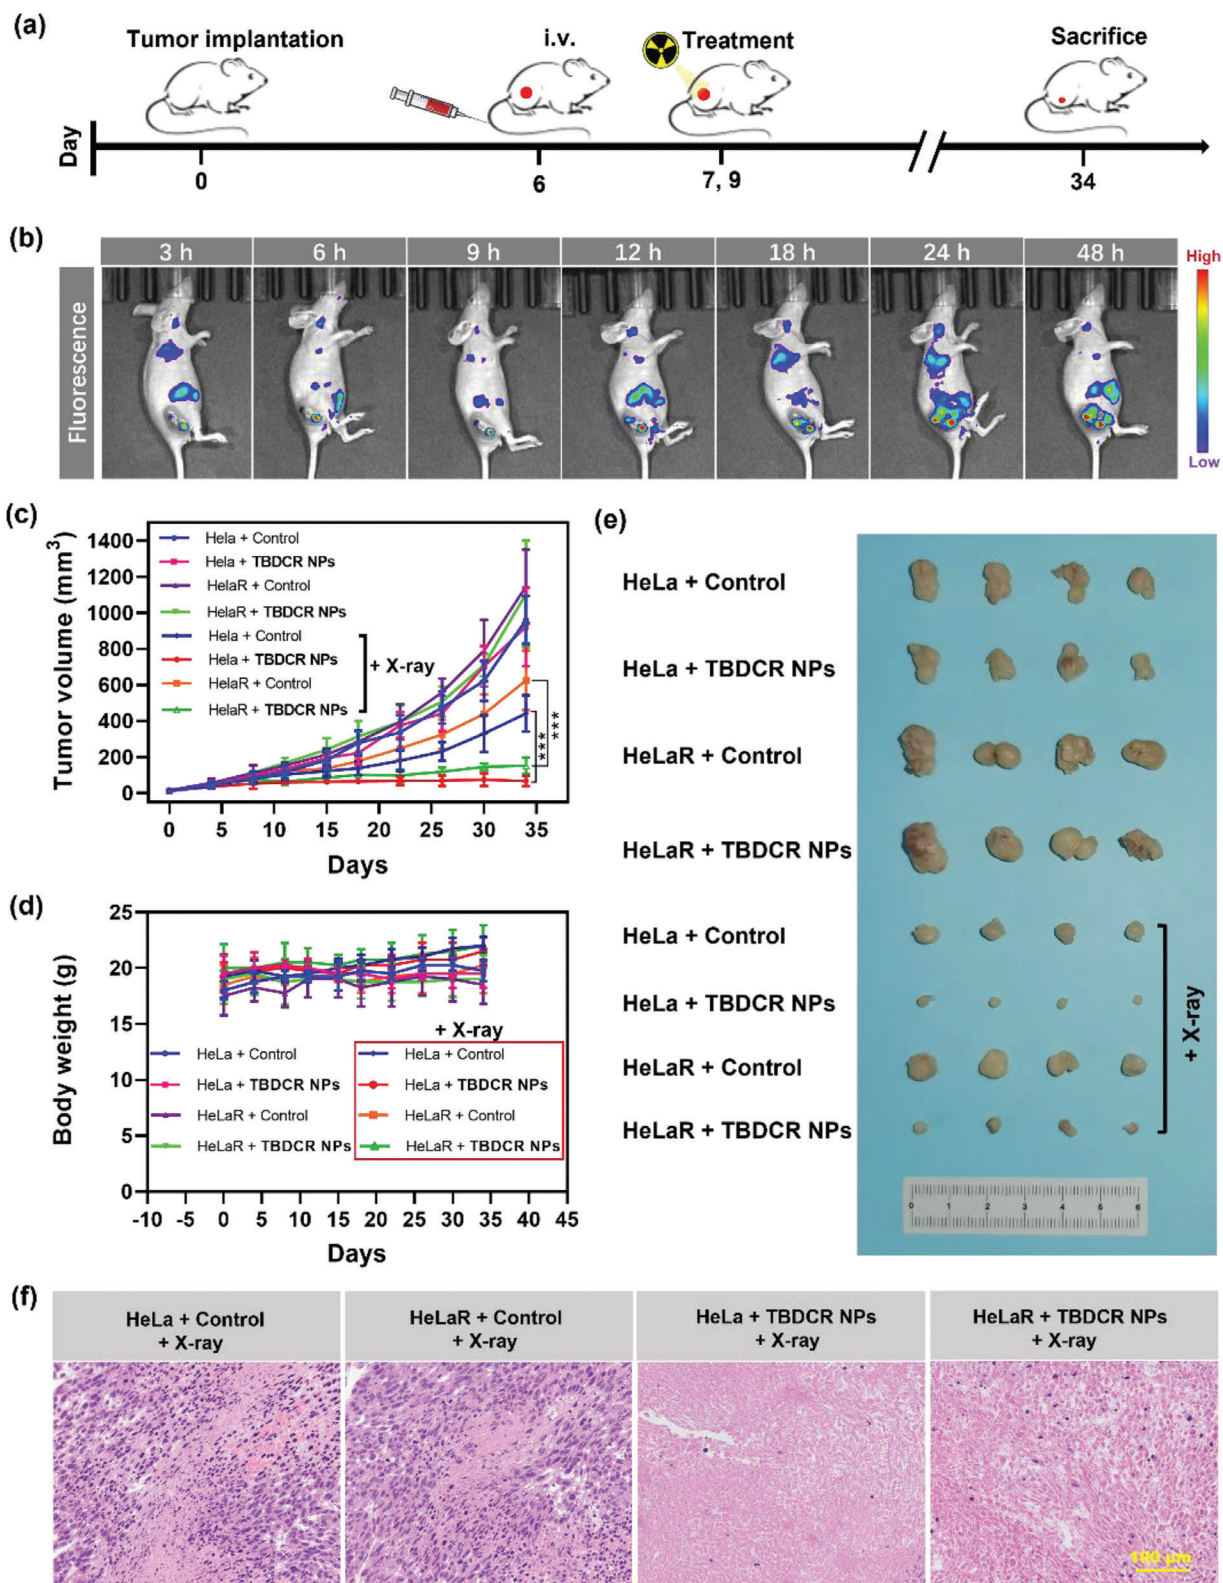 (a)
Tumor implantation
i.v.
Treatment
Sacrifice
Day
0
6
7, 9
34
(b)
3 h
6 h
9 h
12 h
18 h
24 h
48 h
Fluorescence
High
Low
(c)
Tumor volume (mm³)
1400
1200
1000
800
600
400
200
0
Hela + Control
Hela + TBDCR NPs
HelaR + Control
HelaR + TBDCR NPs
Hela + Control
Hela + TBDCR NPs
HelaR + Control
HelaR + TBDCR NPs
+ X-ray
***
***
0
5
10
15
20
25
30
35
Days
(d)
Body weight (g)
25
20
15
10
5
0
+ X-ray
HeLa + Control
HeLa + TBDCR NPs
HeLaR + Control
HeLaR + TBDCR NPs
HeLa + Control
HeLa + TBDCR NPs
HeLaR + Control
HeLaR + TBDCR NPs
-10
-5
0
5
10
15
20
25
30
35
40
45
Days
(e)
HeLa + Control
HeLa + TBDCR NPs
HeLaR + Control
HeLaR + TBDCR NPs
HeLa + Control
HeLa + TBDCR NPs
HeLaR + Control
HeLaR + TBDCR NPs
+ X-ray
0 1 2 3 4 5 6
(f)
HeLa + Control
+ X-ray
HeLaR + Control
+ X-ray
HeLa + TBDCR NPs
+ X-ray
HeLaR + TBDCR NPs
+ X-ray
100 μm